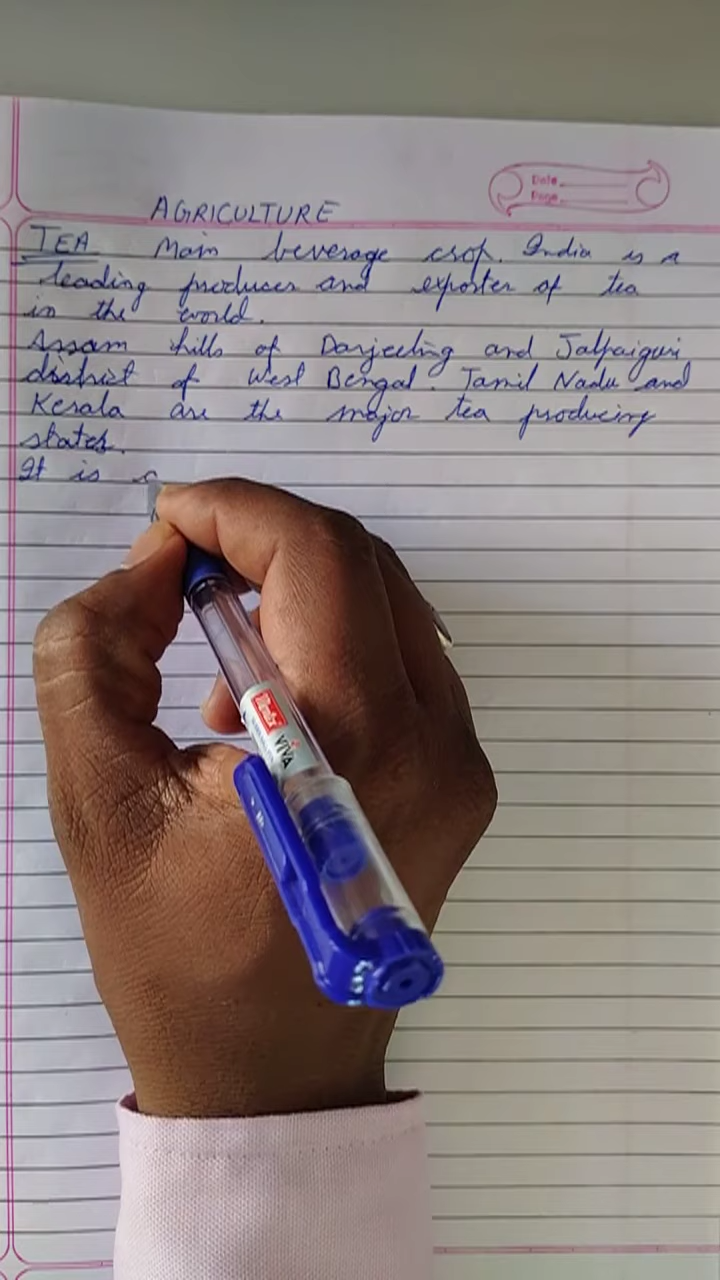 Date
Page
AGRICULTURE
TEA Main beverage crop. India is a
leading producer and exporter of tea
in the world.
Assam hills of Darjeeling and Jalpaiguri
district of West Bengal. Tamil Nadu and
Kerala are the major tea producing
states.
It is
Montex
VIVA